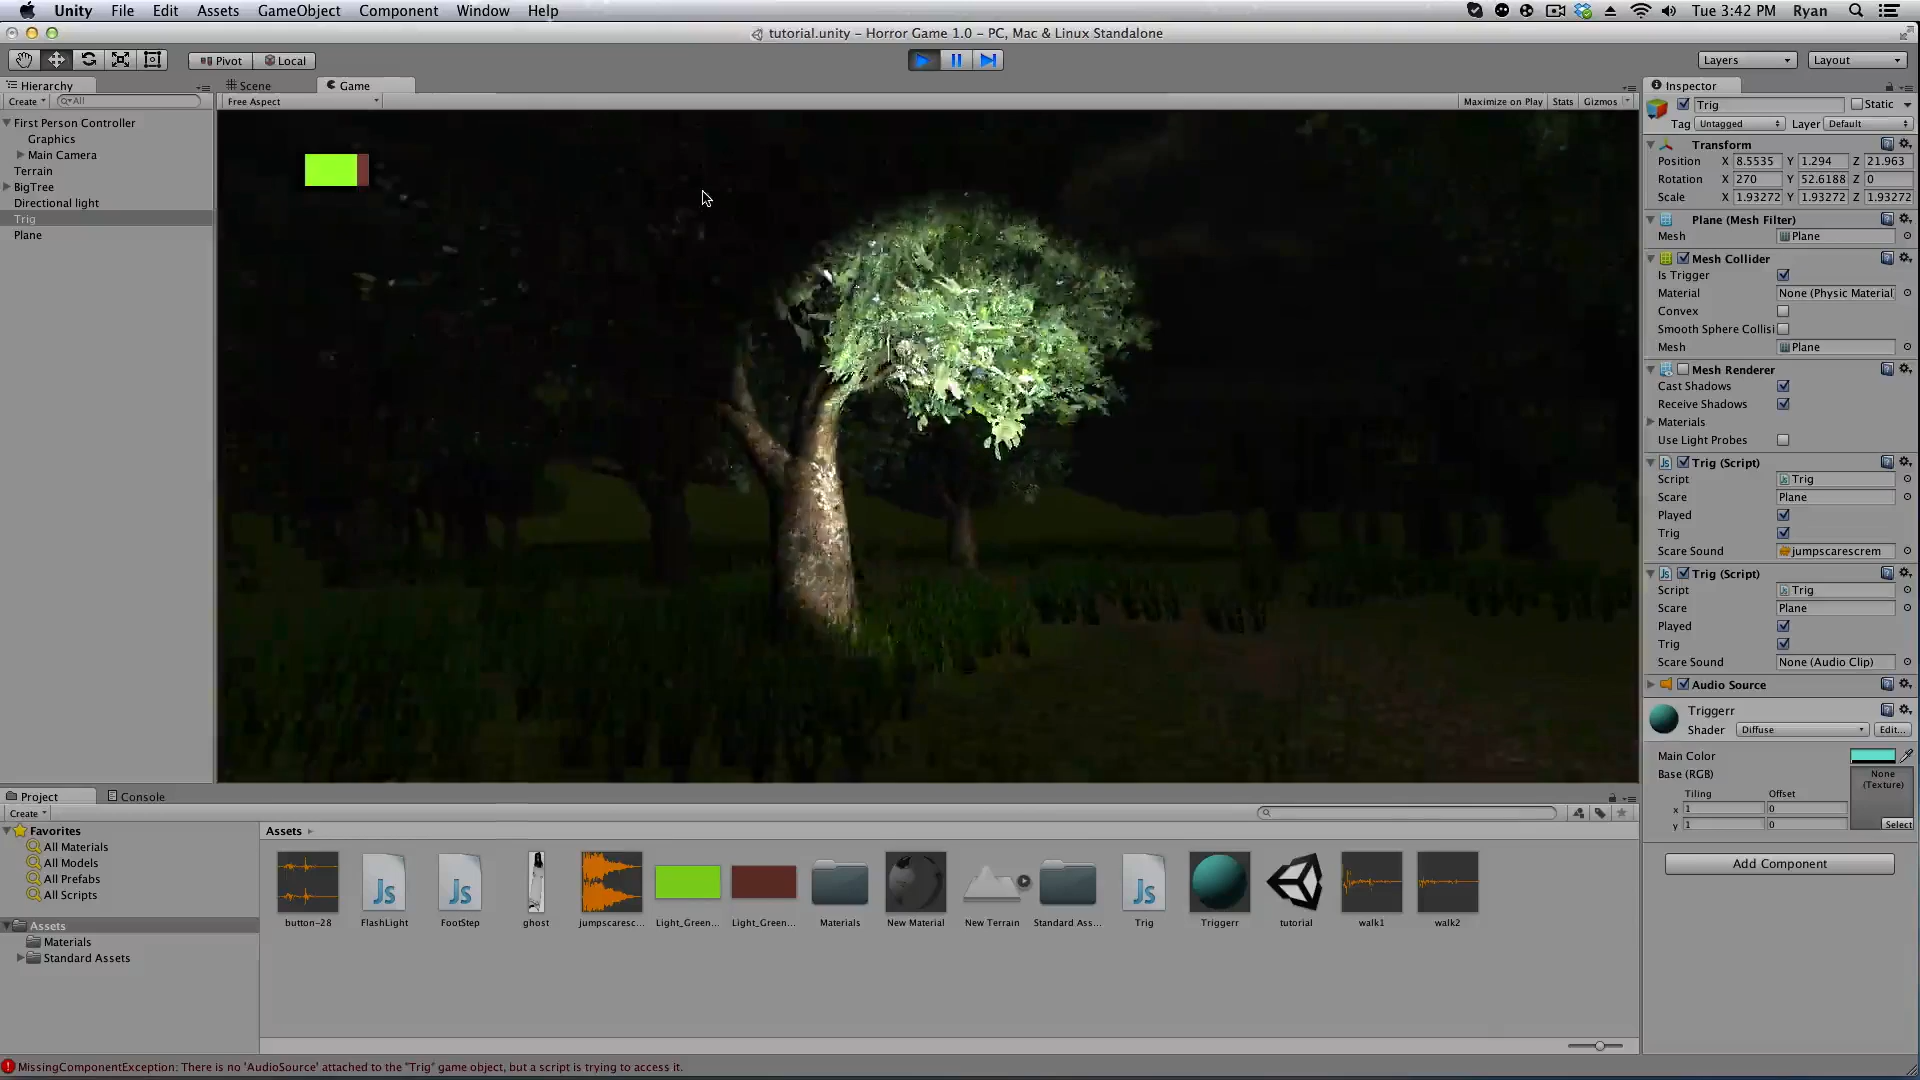 Unity File Edit Assets GameObject Component Window Help Tue 3:42 PM Ryan
tutorial.unity – Horror Game 1.0 – PC, Mac & Linux Standalone
Pivot Local Layers Layout
Hierarchy Scene Game Inspector
Create All Free Aspect Maximize on Play Stats Gizmos Trig Static
First Person Controller
Graphics
Main Camera
Terrain
BigTree
Directional light
Trig
Plane
Tag Untagged Layer Default
Transform
Position X 8.5535 Y 1.294 Z 21.963
Rotation X 270 Y 52.6188 Z 0
Scale X 1.93272 Y 1.93272 Z 1.93272
Plane (Mesh Filter)
Mesh Plane
Mesh Collider
Is Trigger
Material None (Physic Material
Convex
Smooth Sphere Collisi
Mesh Plane
Mesh Renderer
Cast Shadows
Receive Shadows
Materials
Use Light Probes
Js Trig (Script)
Script Trig
Scare Plane
Played
Trig
Scare Sound jumpscarescrem
Js Trig (Script)
Script Trig
Scare Plane
Played
Trig
Scare Sound None (Audio Clip)
Audio Source
Triggerr
Shader Diffuse Edit...
Main Color
Base (RGB) None
(Texture)
Tiling Offset
x 1 0
y 1 0 Select
Add Component
Project Console
Create
Favorites
All Materials
All Models
All Prefabs
All Scripts
Assets
Materials
Standard Assets
Assets
Js Js Js
button-28 FlashLight FootStep ghost jumpscaresc... Light_Green... Light_Green... Materials New Material New Terrain Standard Ass... Trig Triggerr tutorial walk1 walk2
MissingComponentException: There is no 'AudioSource' attached to the "Trig" game object, but a script is trying to access it.